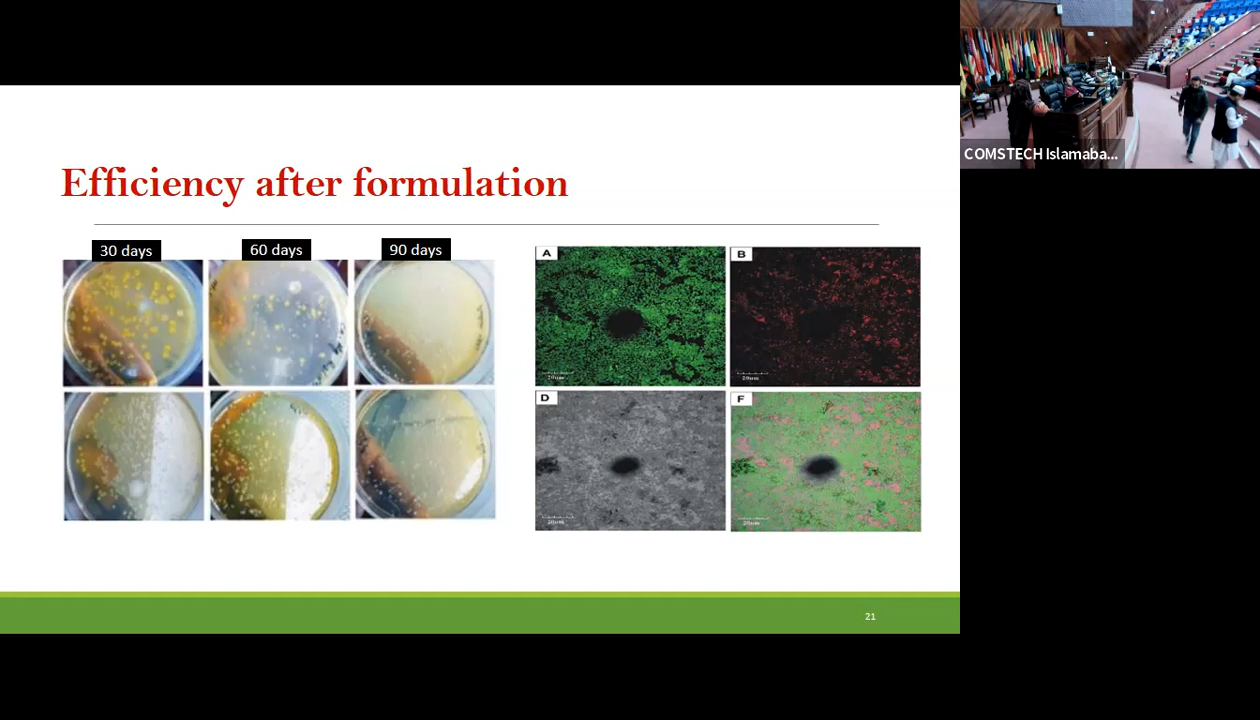 Efficiency after formulation
30 days
60 days
90 days
A
B
D
F
21
COMSTECH Islamaba...